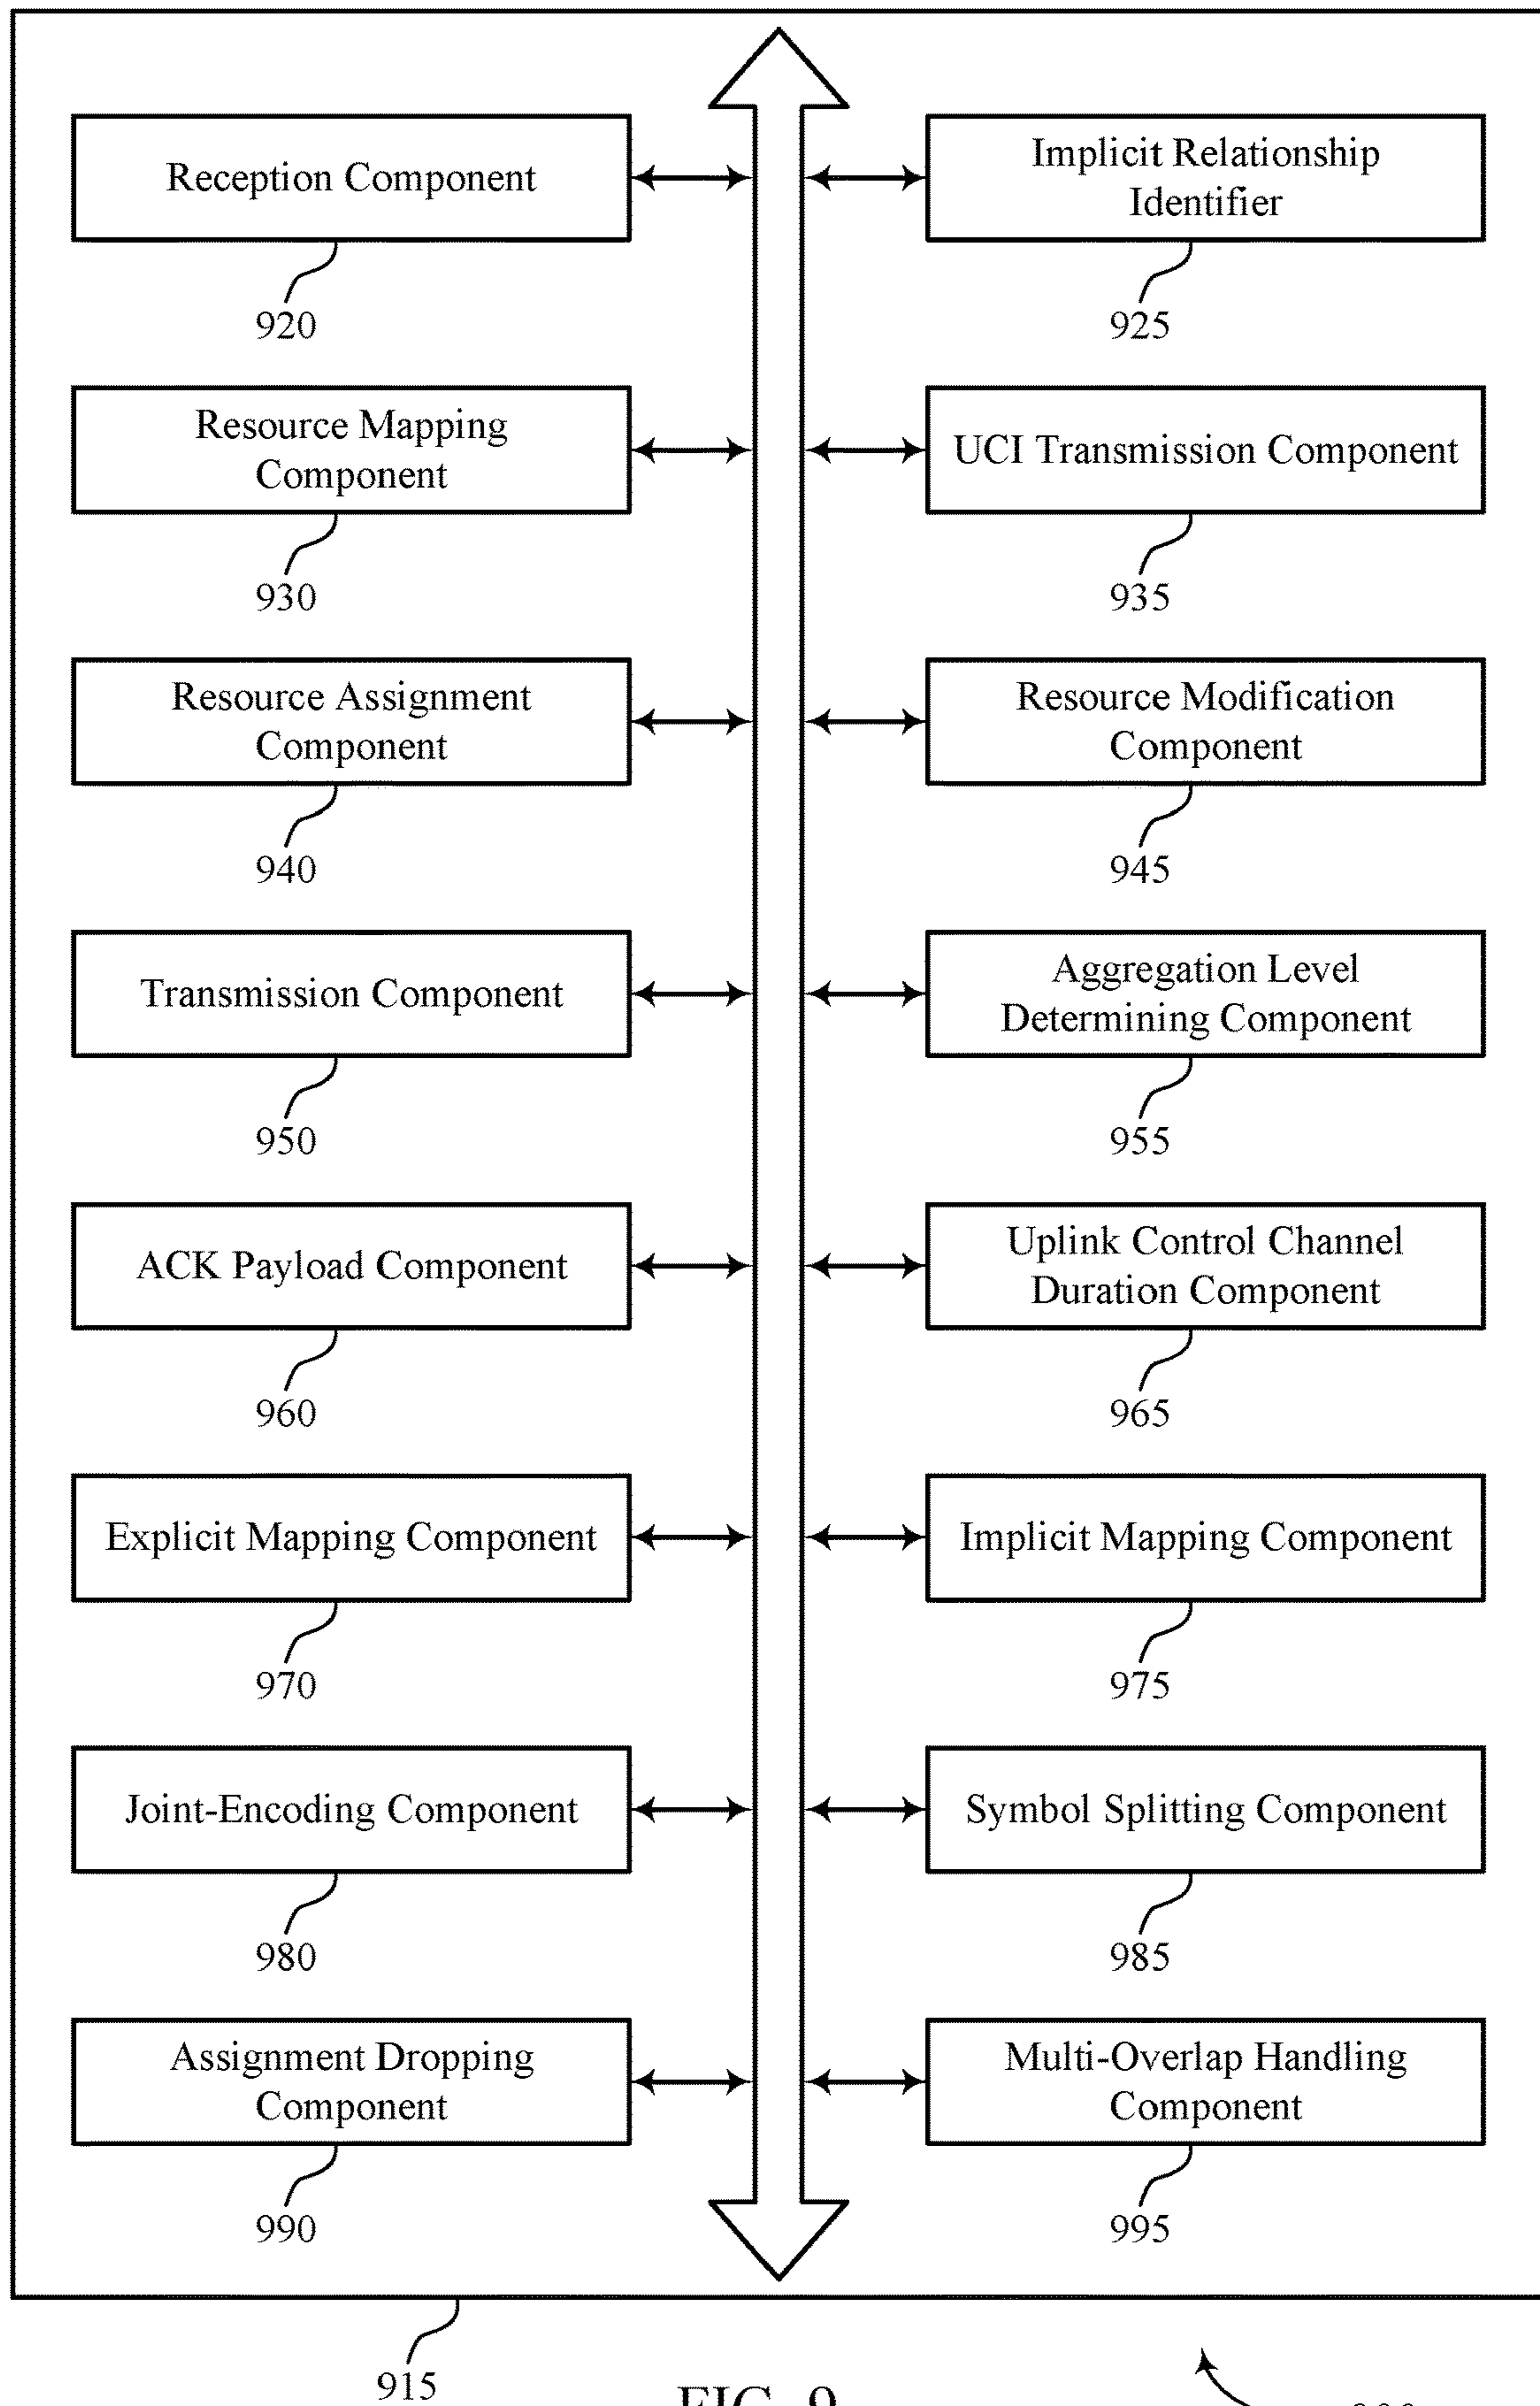 Reception Component
920
Implicit Relationship
Identifier
925
Resource Mapping
Component
930
UCI Transmission Component
935
Resource Assignment
Component
940
Resource Modification
Component
945
Transmission Component
950
Aggregation Level
Determining Component
955
ACK Payload Component
960
Uplink Control Channel
Duration Component
965
Explicit Mapping Component
970
Implicit Mapping Component
975
Joint-Encoding Component
980
Symbol Splitting Component
985
Assignment Dropping
Component
990
Multi-Overlap Handling
Component
995
915
FIG. 9